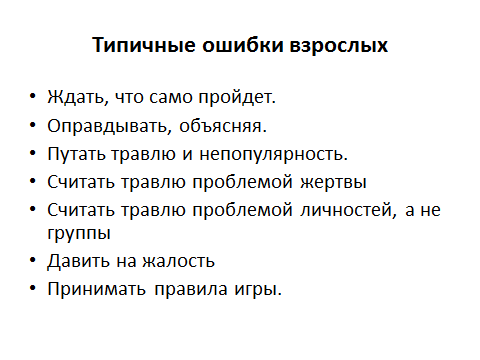 Типичные ошибки взрослых
• Ждать, что само пройдет.
• Оправдывать, объясняя.
• Путать травлю и непопулярность.
• Считать травлю проблемой жертвы
• Считать травлю проблемой личностей, а не
группы
• Давить на жалость
• Принимать правила игры.